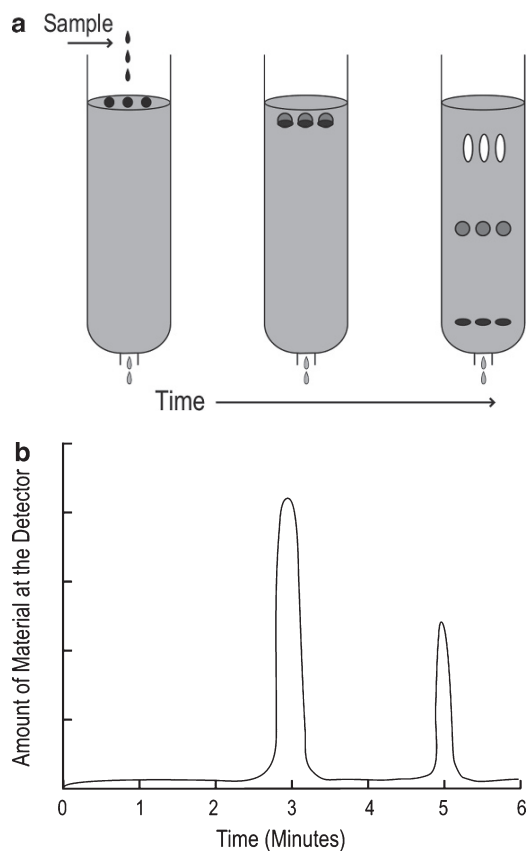 a
Sample
Time
b
Amount of Material at the Detector
0 1 2 3 4 5 6
Time (Minutes)